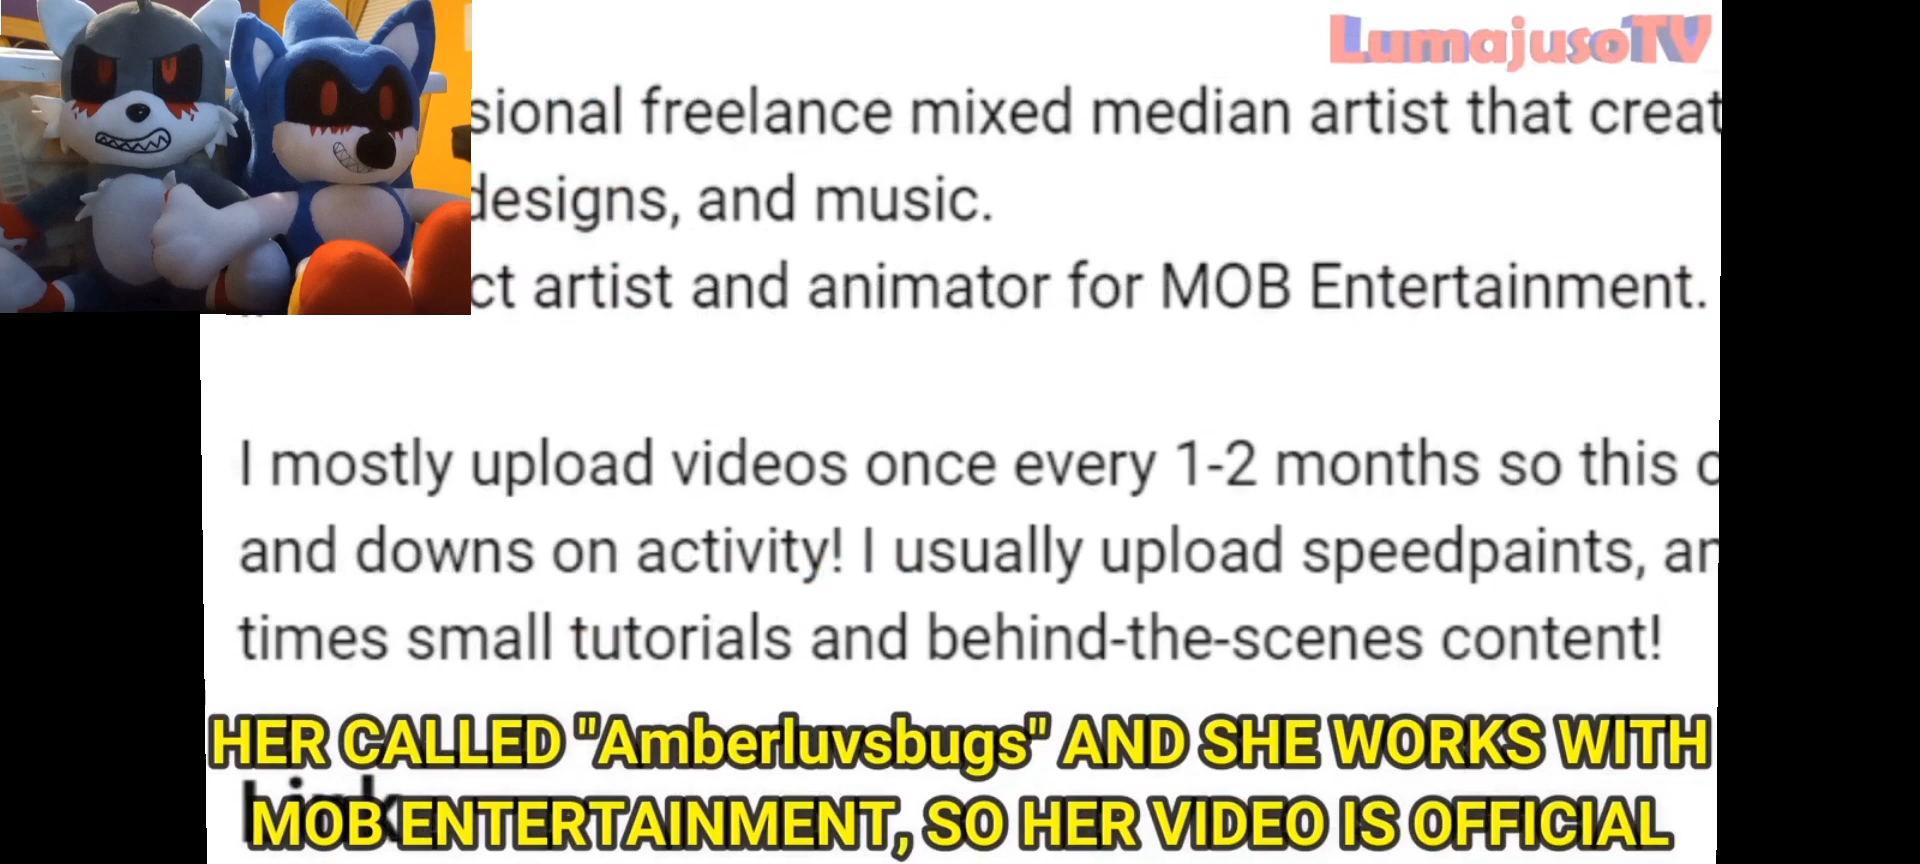 LumajusoTV
sional freelance mixed median artist that creat
designs, and music.
ct artist and animator for MOB Entertainment.
I mostly upload videos once every 1-2 months so this c
and downs on activity! I usually upload speedpaints, an
times small tutorials and behind-the-scenes content!
HER CALLED "Amberluvsbugs" AND SHE WORKS WITH
MOB ENTERTAINMENT, SO HER VIDEO IS OFFICIAL